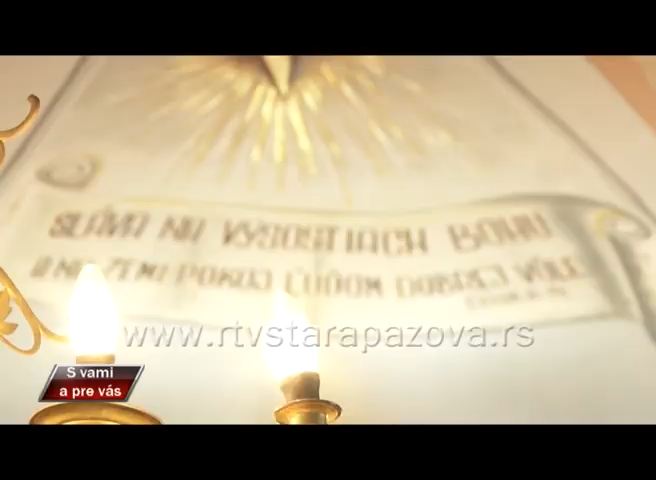 SLÁVA NA VÝSOSTIACH BOHU
A NA ZEMI POKOJ ĽUĎOM DOBREJ VÔLE
www.rtvstarapazova.rs
S vami
a pre vás